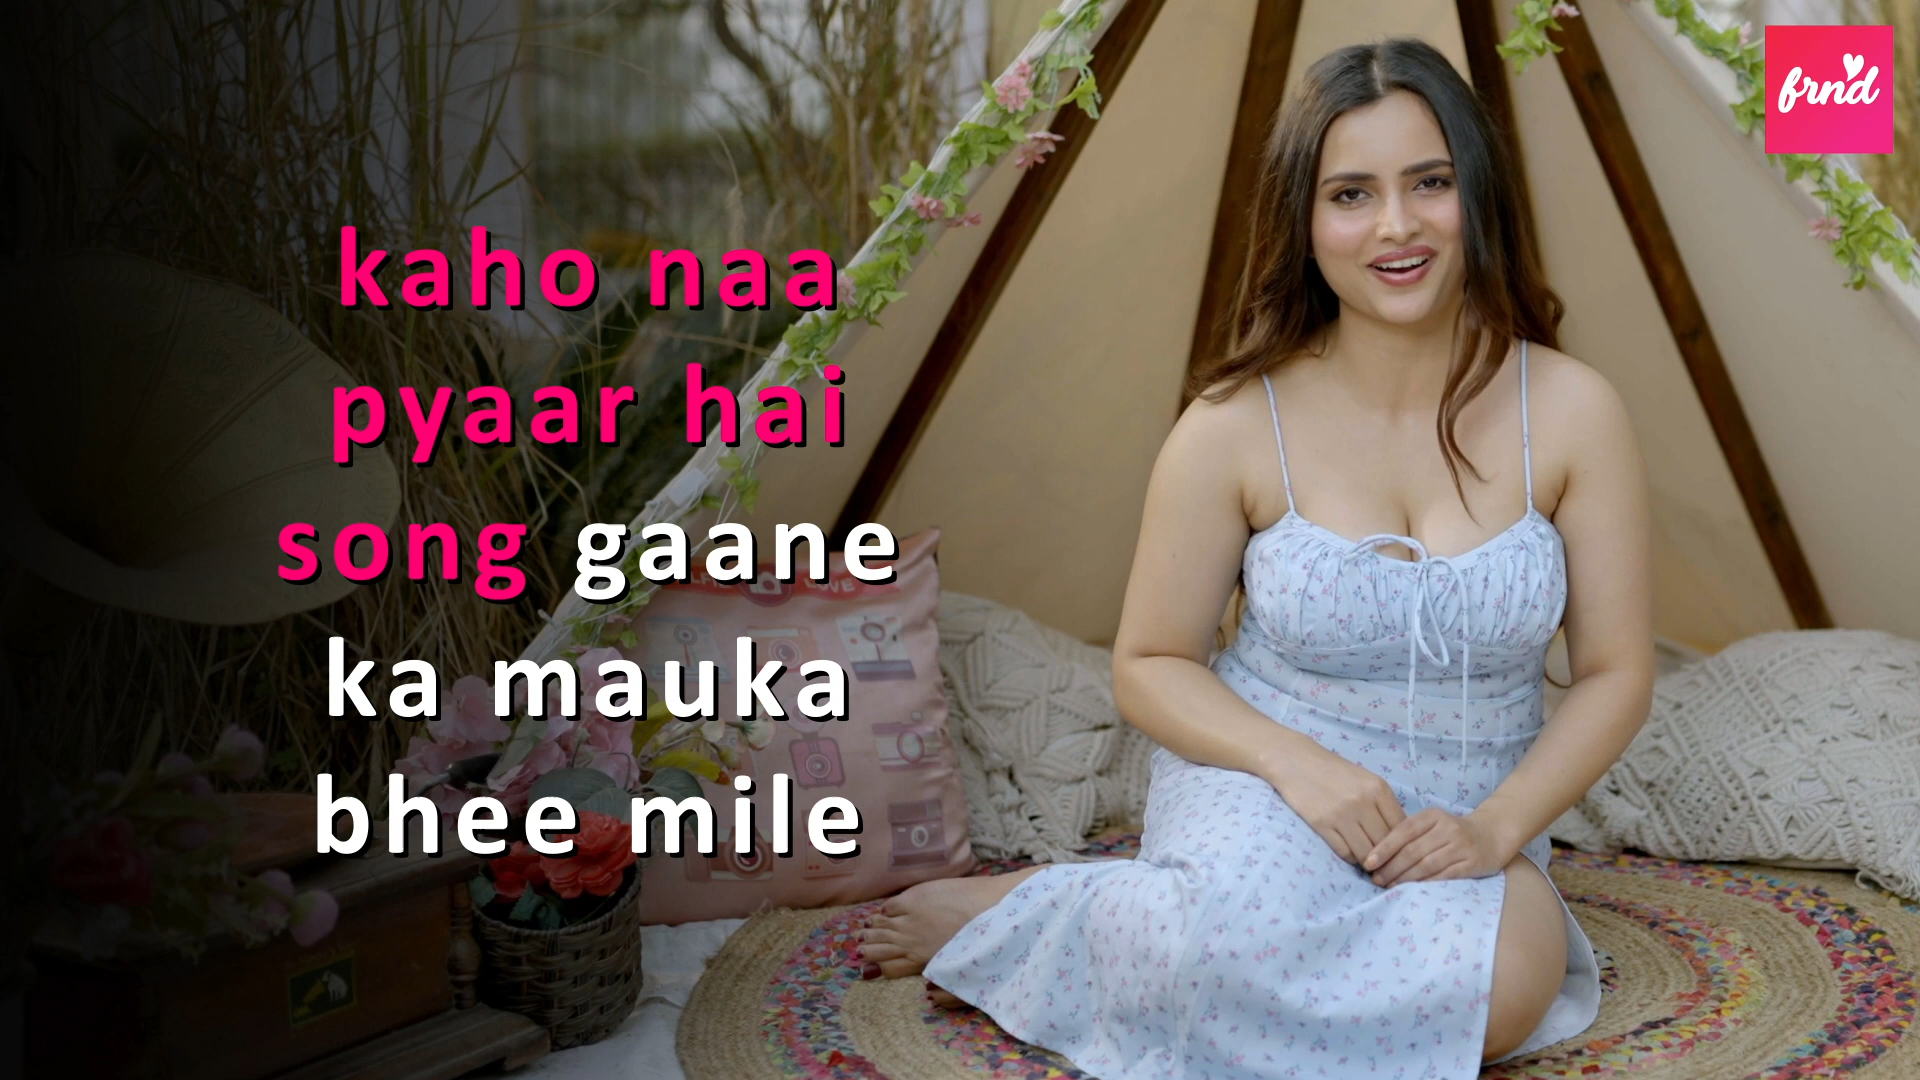 frnd
kaho naa
pyaar hai
song gaane
ka mauka
bhee mile